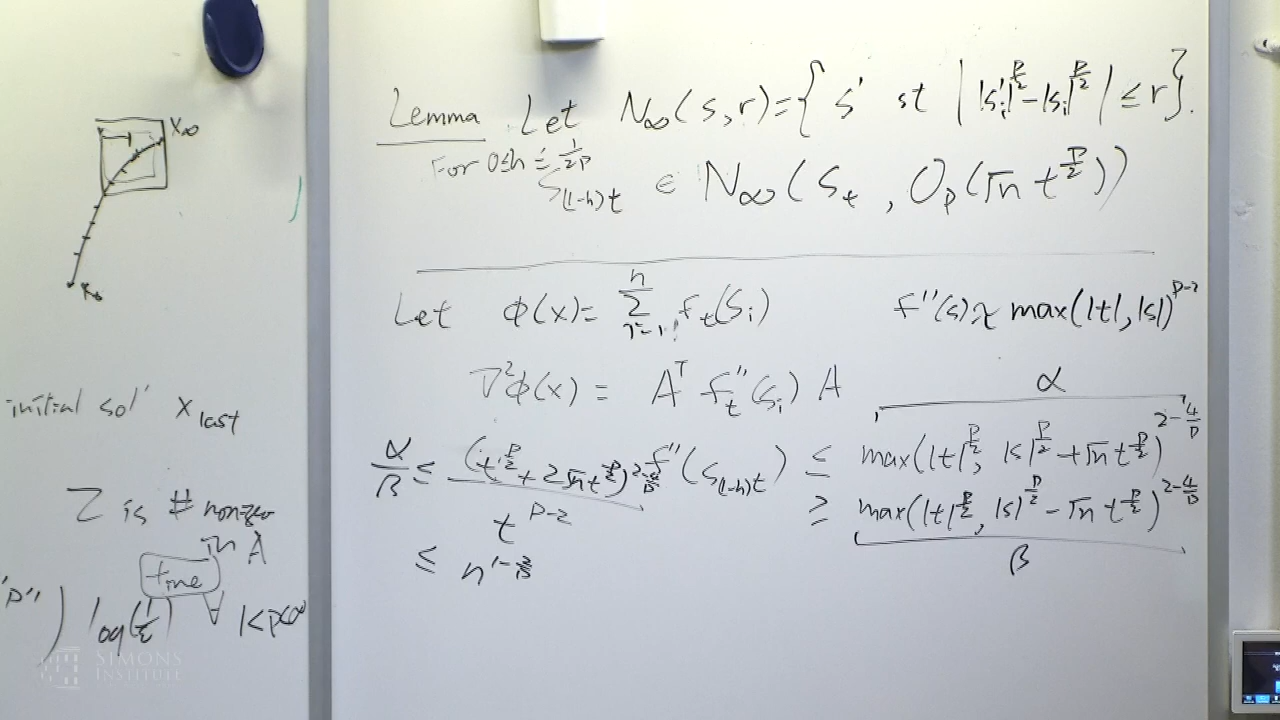 x∞
x₀
initial sol' x_last
Z is # nonzero
in A
time
"p") log(1/ε) ∀ 1<p<∞
SIMONS
INSTITUTE
Lemma Let N∞(s,r)={ s' st | |s'ᵢ|^{p/2} - |sᵢ|^{p/2} | ≤ r}.
For 0≤h≤ 1/2p
S_{(1-h)t} ∈ N∞(S_t, O_p(√n t^{p/2}))
Let φ(x)= Σ_{i=1}^{n} f_t(Sᵢ) f''(s) ≍ max(|t|,|s|)^{p-2}
∇²φ(x) = Aᵀ f''_t(sᵢ) A
α
f''(S_{(1-h)t}) ≤ max(|t|^{p/2}, |s|^{p/2} + √n t^{p/2})^{2-4/p}
≥ max(|t|^{p/2}, |s|^{p/2} - √n t^{p/2})^{2-4/p}
β
α/β ≤ (t^{p/2} + 2√n t^{p/2})^{2-4/p} / t^{p-2}
≤ n^{1-2/p}